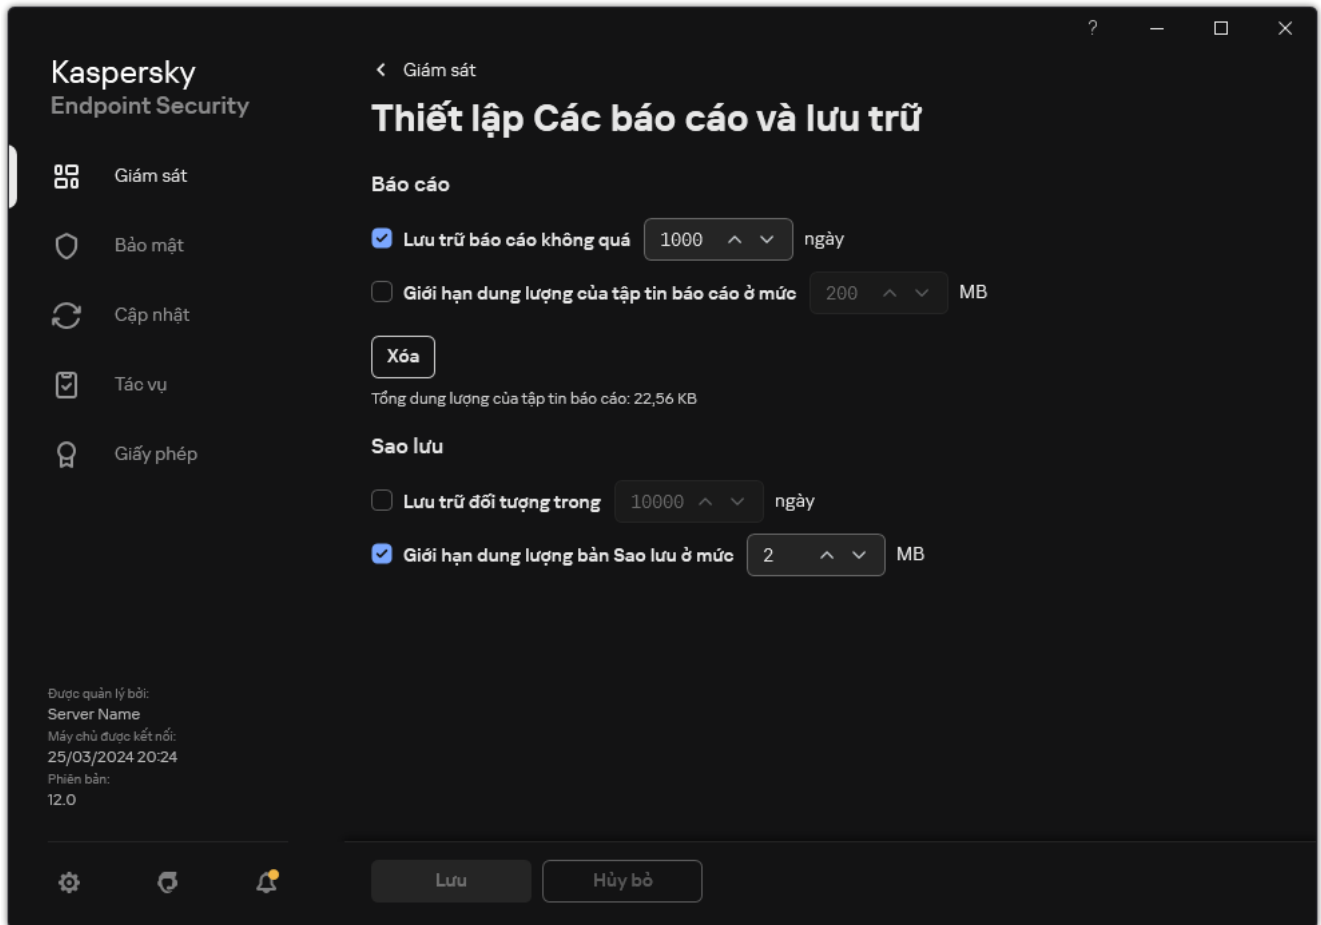 ?
Kaspersky
Endpoint Security
Giám sát
Bảo mật
Cập nhật
Tác vụ
Giấy phép
Được quản lý bởi:
Server Name
Máy chủ được kết nối:
25/03/2024 20:24
Phiên bản:
12.0
Giám sát
Thiết lập Các báo cáo và lưu trữ
Báo cáo
Lưu trữ báo cáo không quá 1000 ngày
Giới hạn dung lượng của tập tin báo cáo ở mức 200 MB
Xóa
Tổng dung lượng của tập tin báo cáo: 22,56 KB
Sao lưu
Lưu trữ đối tượng trong 10000 ngày
Giới hạn dung lượng bản Sao lưu ở mức 2 MB
Lưu Hủy bỏ